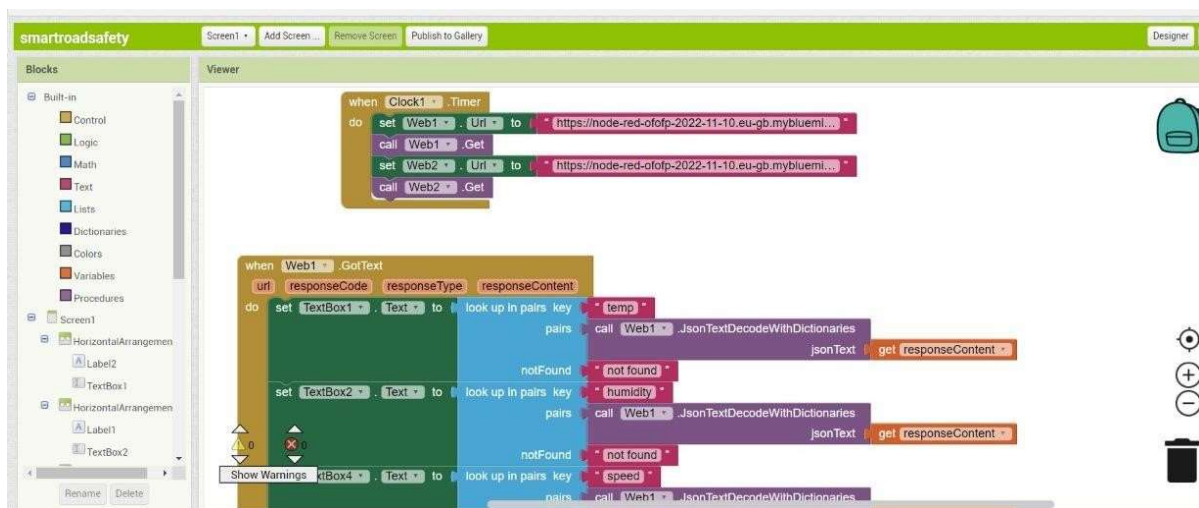 smartroadsafety
Screen1
Add Screen ...
Remove Screen
Publish to Gallery
Designer
Blocks
Viewer
Built-in
Control
Logic
Math
Text
Lists
Dictionaries
Colors
Variables
Procedures
Screen1
HorizontalArrangemen
Label2
TextBox1
HorizontalArrangemen
Label1
TextBox2
Rename Delete
when Clock1 .Timer
do set Web1 . Url to " https://node-red-ofofp-2022-11-10.eu-gb.mybluemi... "
call Web1 .Get
set Web2 . Url to " https://node-red-ofofp-2022-11-10.eu-gb.mybluemi... "
call Web2 .Get
when Web1 .GotText
url responseCode responseType responseContent
do set TextBox1 . Text to look up in pairs key " temp "
pairs call Web1 .JsonTextDecodeWithDictionaries
jsonText get responseContent
notFound " not found "
set TextBox2 . Text to look up in pairs key " humidity "
pairs call Web1 .JsonTextDecodeWithDictionaries
jsonText get responseContent
notFound " not found "
TextBox4 . Text to look up in pairs key " speed "
pairs call Web1 .JsonTextDecodeWithDictionaries
0 0
Show Warnings